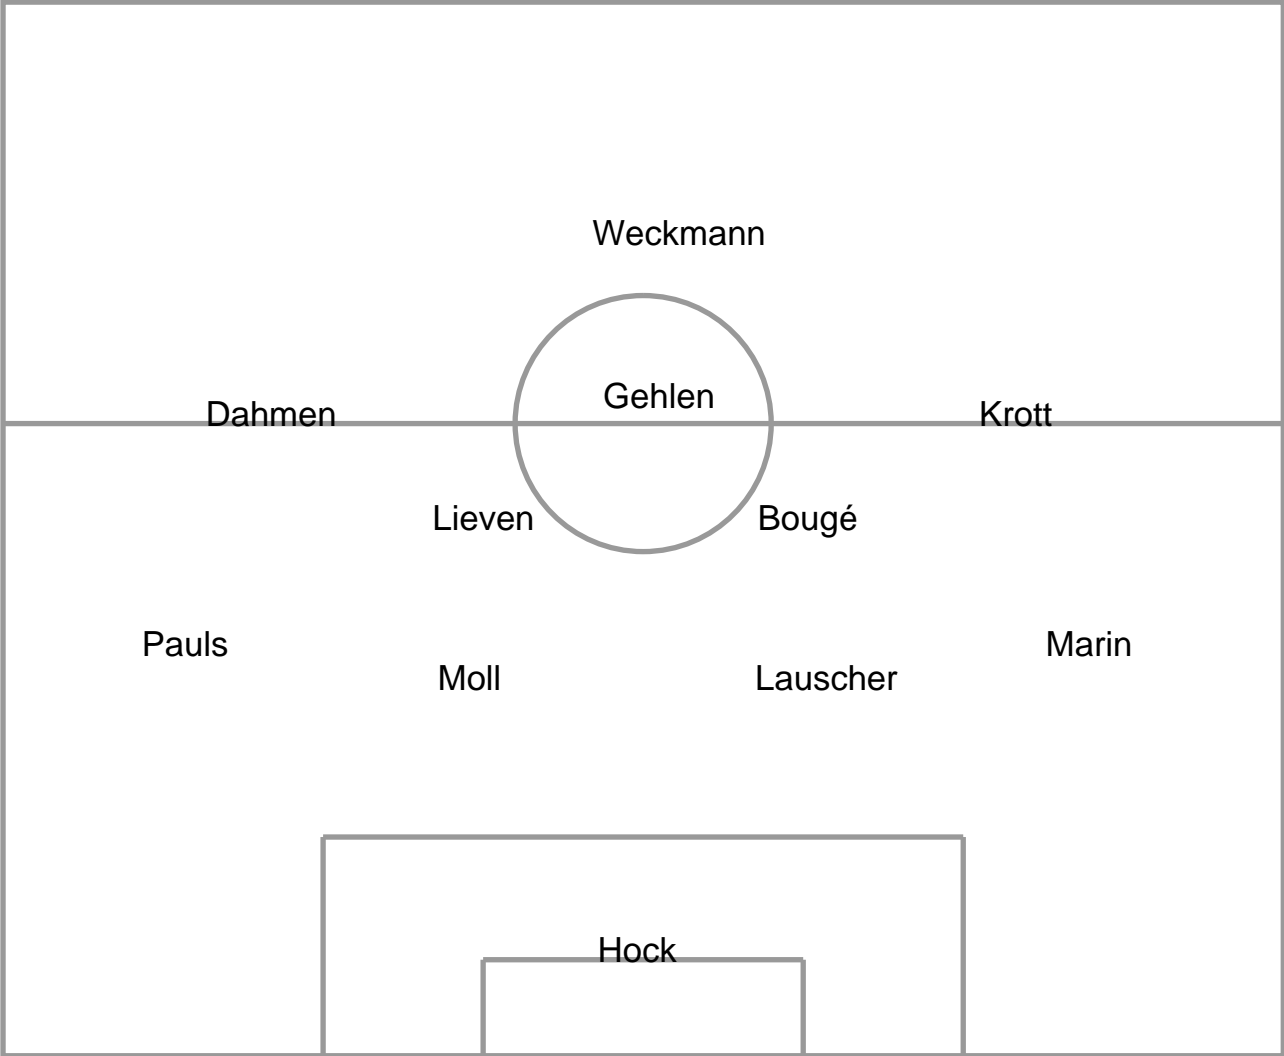 Weckmann
Gehlen
Dahmen
Krott
Lieven
Bougé
Pauls
Marin
Moll
Lauscher
Hock